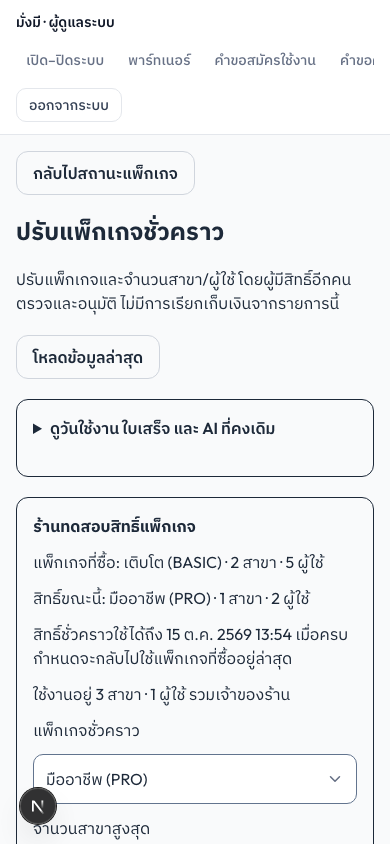 มั่งมี · ผู้ดูแลระบบ
เปิด–ปิดระบบ พาร์ทเนอร์ คำขอสมัครใช้งาน
ออกจากระบบ
กลับไปสถานะแพ็กเกจ
ปรับแพ็กเกจชั่วคราว
ปรับแพ็กเกจและจำนวนสาขา/ผู้ใช้ โดยผู้มีสิทธิ์อีกคน
ตรวจและอนุมัติ ไม่มีการเรียกเก็บเงินจากรายการนี้
โหลดข้อมูลล่าสุด
ดูวันใช้งาน ใบเสร็จ และ AI ที่คงเดิม
ร้านทดสอบสิทธิ์แพ็กเกจ
แพ็กเกจที่ซื้อ: เติบโต (BASIC) · 2 สาขา · 5 ผู้ใช้
สิทธิ์ขณะนี้: มืออาชีพ (PRO) · 1 สาขา · 2 ผู้ใช้
สิทธิ์ชั่วคราวใช้ได้ถึง 15 ต.ค. 2569 13:54 เมื่อครบ
กำหนดจะกลับไปใช้แพ็กเกจที่ซื้ออยู่ล่าสุด
ใช้งานอยู่ 3 สาขา · 1 ผู้ใช้ รวมเจ้าของร้าน
แพ็กเกจชั่วคราว
มืออาชีพ (PRO)
N
จำนวนสาขาสูงสุด